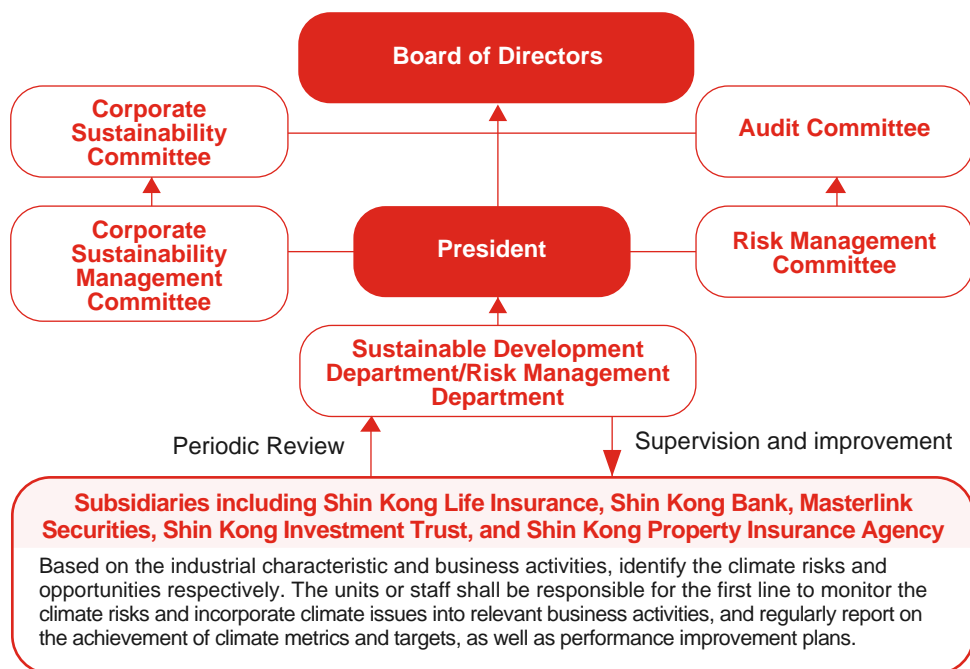 Board of Directors
Corporate
Sustainability
Committee
Audit Committee
Corporate
Sustainability
Management
Committee
President
Risk Management
Committee
Sustainable Development
Department/Risk Management
Department
Periodic Review
Supervision and improvement
Subsidiaries including Shin Kong Life Insurance, Shin Kong Bank, Masterlink
Securities, Shin Kong Investment Trust, and Shin Kong Property Insurance Agency
Based on the industrial characteristic and business activities, identify the climate risks and
opportunities respectively. The units or staff shall be responsible for the first line to monitor the
climate risks and incorporate climate issues into relevant business activities, and regularly report on
the achievement of climate metrics and targets, as well as performance improvement plans.